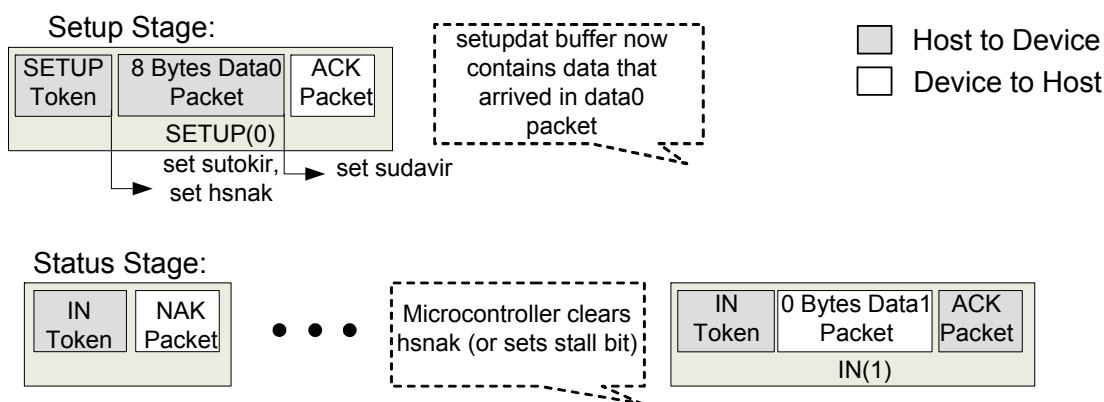 Setup Stage:
SETUP
Token
8 Bytes Data0
Packet
ACK
Packet
SETUP(0)
set sutokir,
set hsnak
set sudavir
setupdat buffer now
contains data that
arrived in data0
packet
Host to Device
Device to Host
Status Stage:
IN
Token
NAK
Packet
• • •
Microcontroller clears
hsnak (or sets stall bit)
IN
Token
0 Bytes Data1
Packet
ACK
Packet
IN(1)